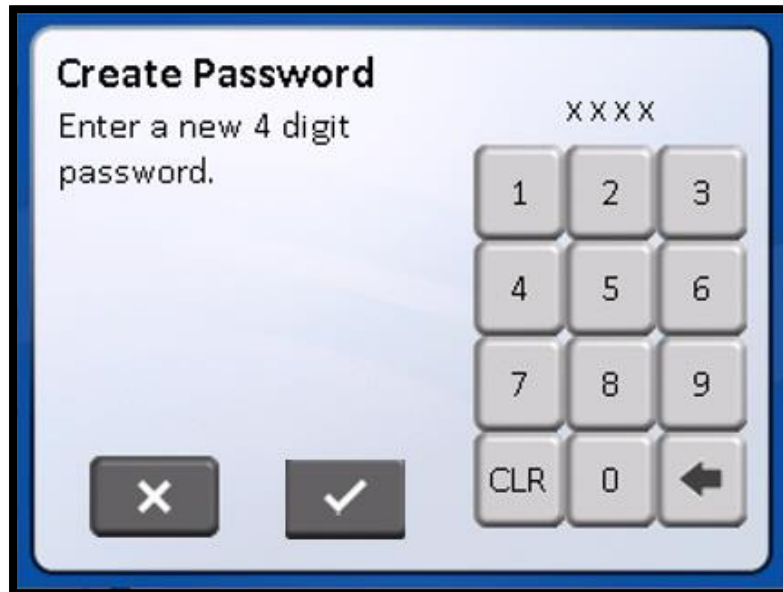 Create Password
Enter a new 4 digit
password.
XXXX
1 2 3
4 5 6
7 8 9
CLR 0